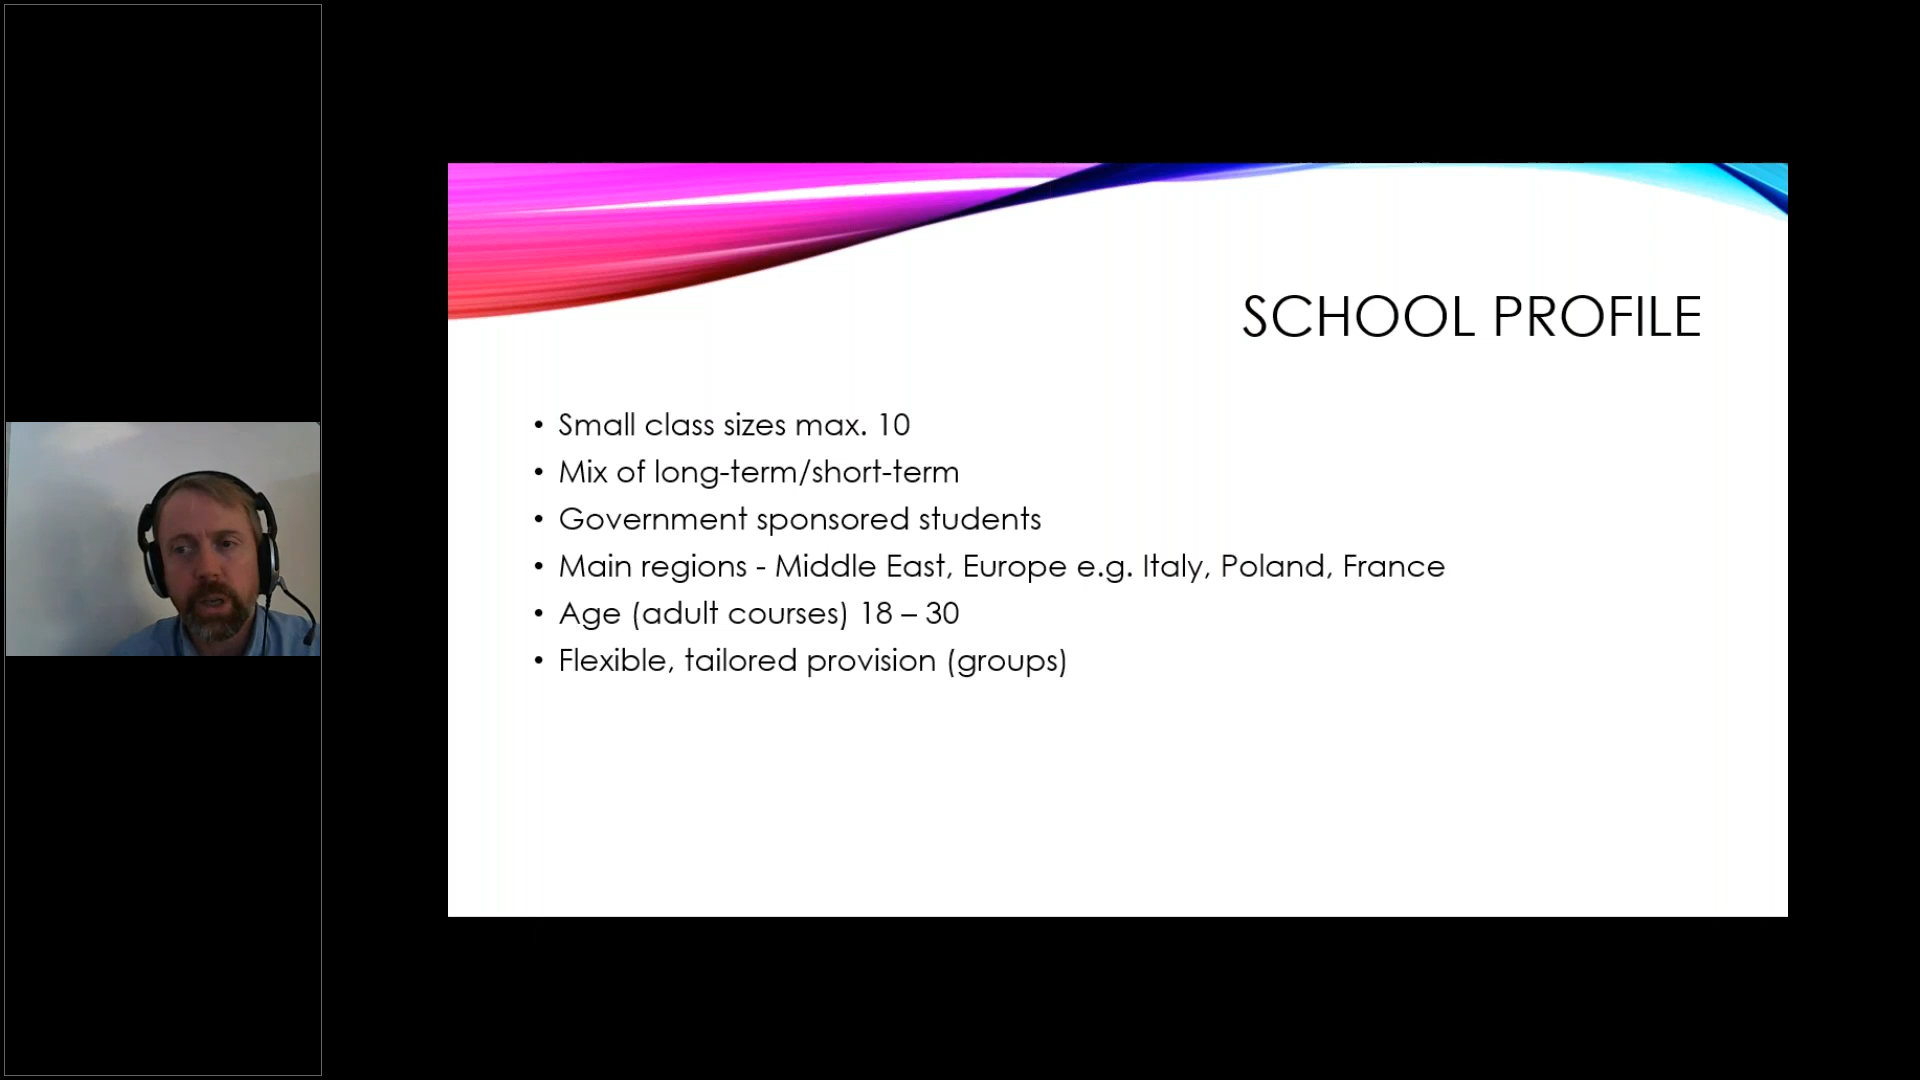 SCHOOL PROFILE
• Small class sizes max. 10
• Mix of long-term/short-term
• Government sponsored students
• Main regions - Middle East, Europe e.g. Italy, Poland, France
• Age (adult courses) 18 – 30
• Flexible, tailored provision (groups)